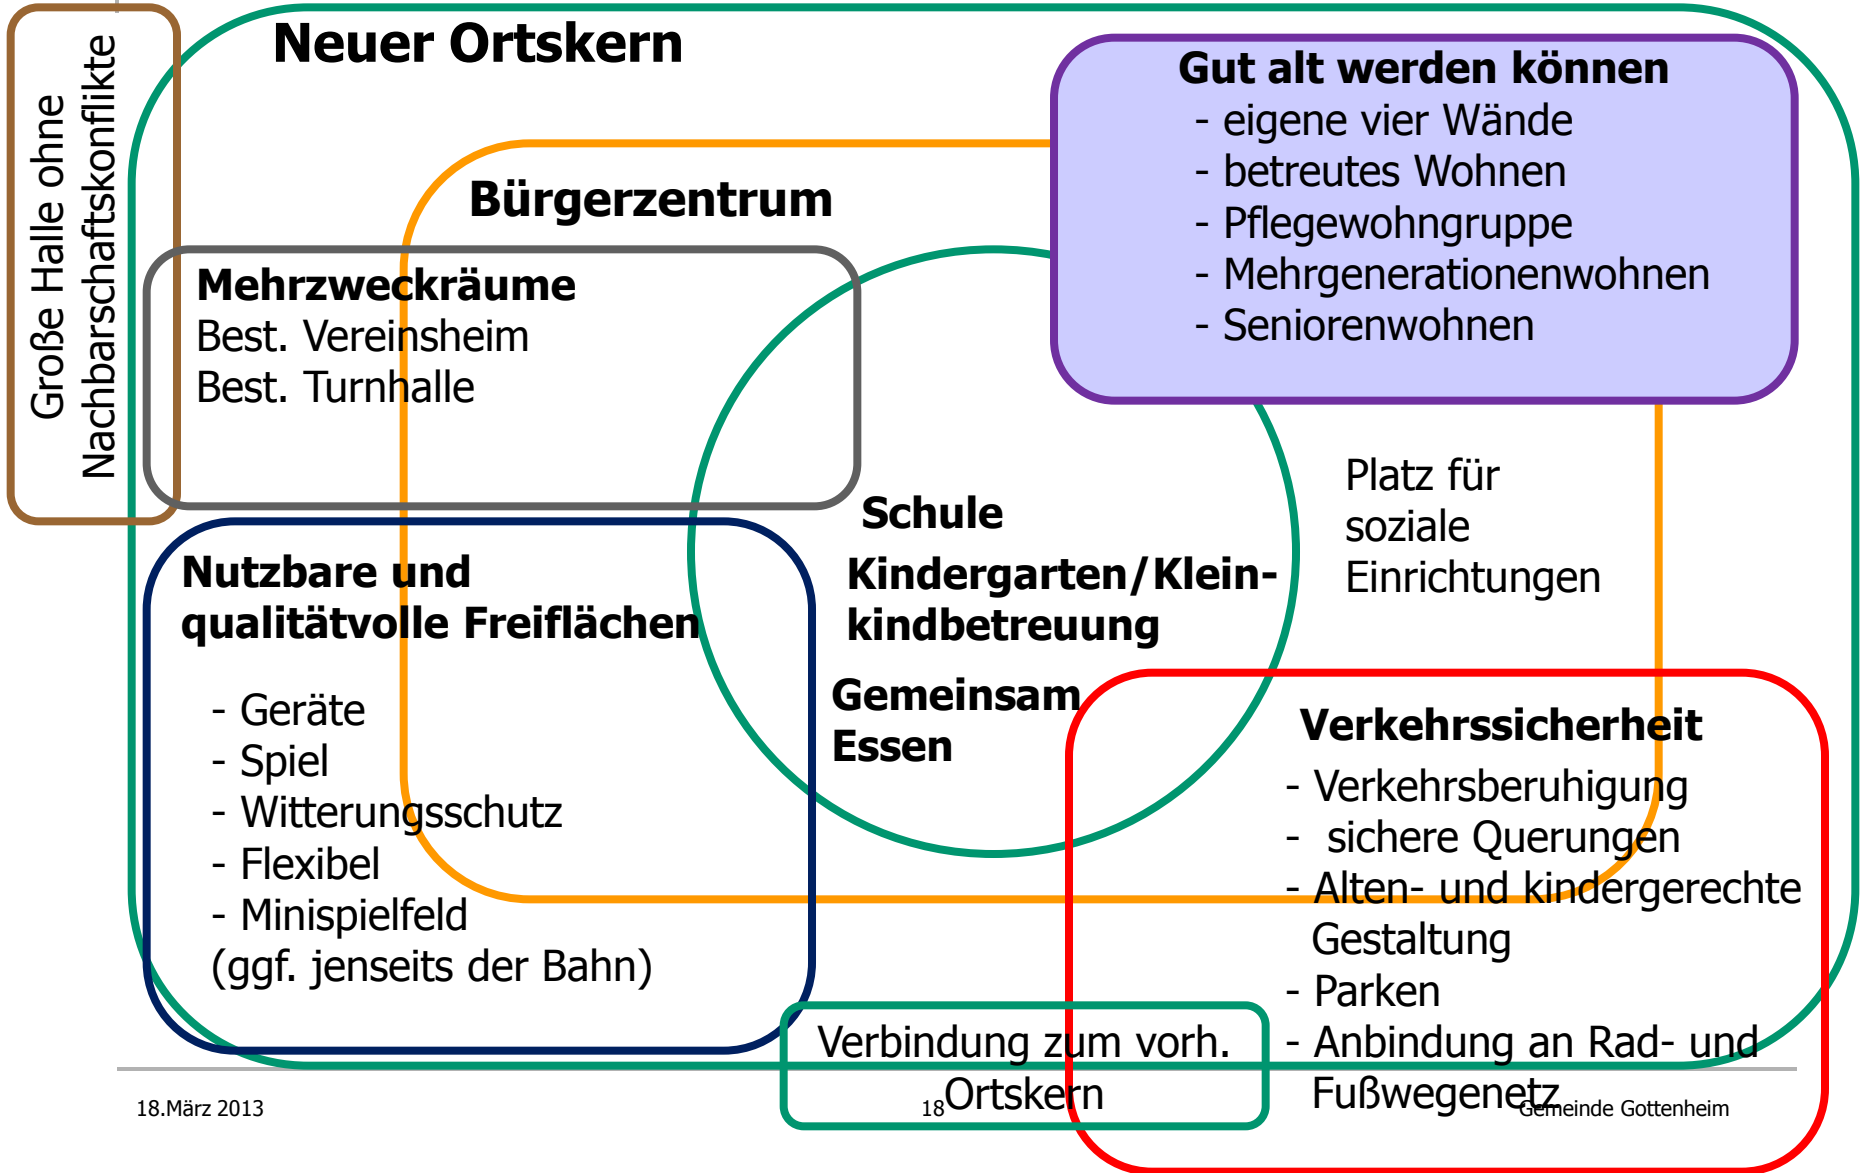 Große Halle ohne
Nachbarschaftskonflikte
Neuer Ortskern
Gut alt werden können
- eigene vier Wände
- betreutes Wohnen
- Pflegewohngruppe
- Mehrgenerationenwohnen
- Seniorenwohnen
Bürgerzentrum
Mehrzweckräume
Best. Vereinsheim
Best. Turnhalle
Schule
Kindergarten/Klein-
kindbetreuung
Gemeinsam
Essen
Platz für
soziale
Einrichtungen
Nutzbare und
qualitätvolle Freiflächen
- Geräte
- Spiel
- Witterungsschutz
- Flexibel
- Minispielfeld
(ggf. jenseits der Bahn)
Verkehrssicherheit
- Verkehrsberuhigung
- sichere Querungen
- Alten- und kindergerechte
Gestaltung
- Parken
- Anbindung an Rad- und
Fußwegenetz
Verbindung zum vorh.
Ortskern
18.März 2013
18
Gemeinde Gottenheim